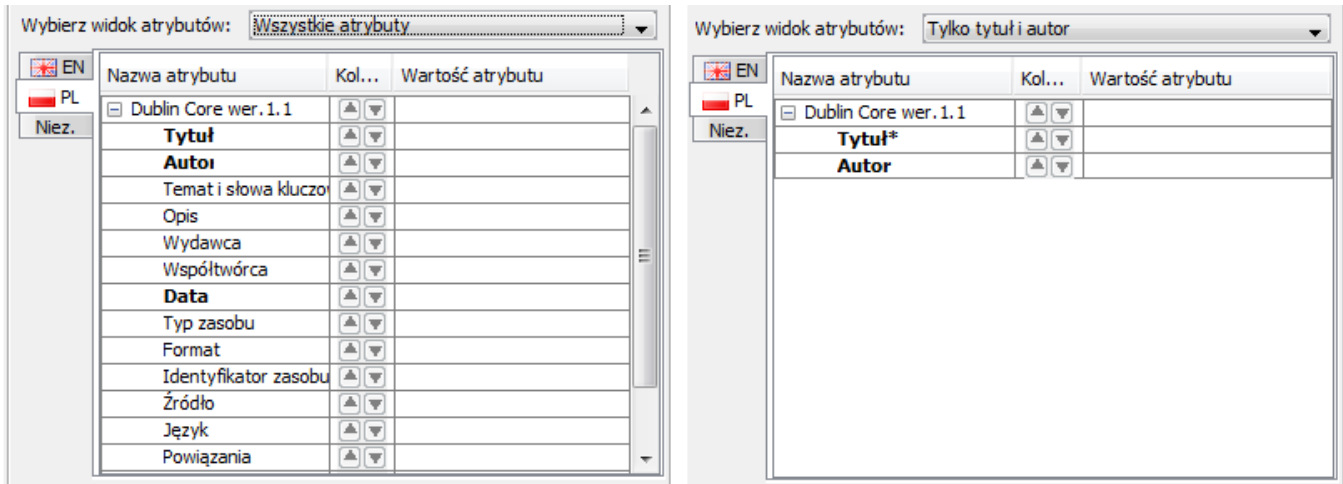 Wybierz widok atrybutów: Wszystkie atrybuty
EN
PL
Niez.
Nazwa atrybutu Kol... Wartość atrybutu
Dublin Core wer.1.1
Tytuł
Autor
Temat i słowa kluczow
Opis
Wydawca
Współtwórca
Data
Typ zasobu
Format
Identyfikator zasobu
Źródło
Język
Powiązania
Wybierz widok atrybutów: Tylko tytuł i autor
EN
PL
Niez.
Nazwa atrybutu Kol... Wartość atrybutu
Dublin Core wer.1.1
Tytuł*
Autor